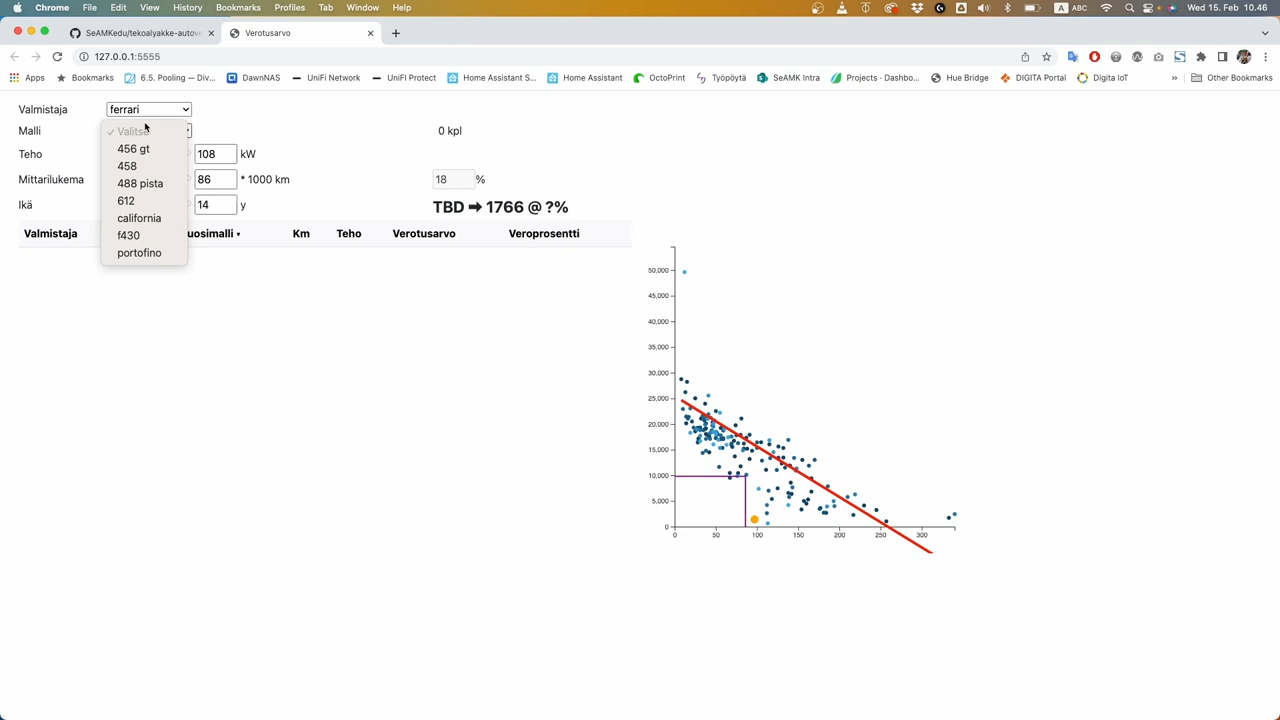 Chrome File Edit View History Bookmarks Profiles Tab Window Help A ABC Wed 15. Feb 10.46
SeAMKedu/tekoalyakke-autove
Verotusarvo
127.0.0.1:5555
Apps Bookmarks 6.5. Pooling — Div... DawnNAS UniFi Network UniFI Protect Home Assistant S... Home Assistant OctoPrint Työpöytä SeAMK Intra Projects · Dashbo... Hue Bridge DIGITA Portal Digita IoT » Other Bookmarks
Valmistaja ferrari
Malli 0 kpl
Valitse
456 gt
458
488 pista
612
california
f430
portofino
Teho 108 kW
Mittarilukema 86 * 1000 km 18 %
Ikä 14 y TBD ➡ 1766 @ ?%
Valmistaja uosimalli Km Teho Verotusarvo Veroprosentti
50,000
45,000
40,000
35,000
30,000
25,000
20,000
15,000
10,000
5,000
0
0 50 100 150 200 250 300